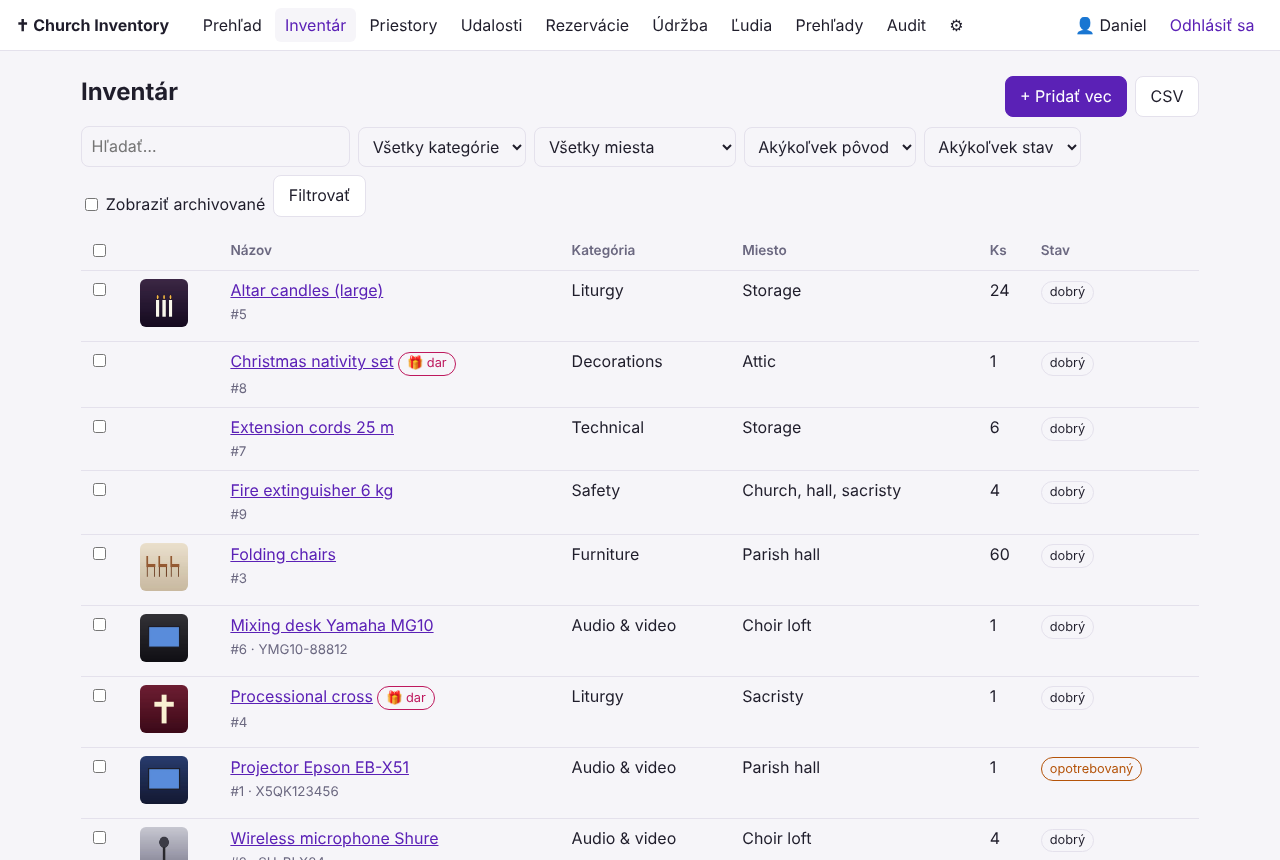 ✝ Church Inventory Prehľad Inventár Priestory Udalosti Rezervácie Údržba Ľudia Prehľady Audit ⚙ 👤 Daniel Odhlásiť sa
Inventár
+ Pridať vec CSV
Hľadať… Všetky kategórie Všetky miesta Akýkoľvek pôvod Akýkoľvek stav
Zobraziť archivované Filtrovať
Názov Kategória Miesto Ks Stav
Altar candles (large) Liturgy Storage 24 dobrý
#5
Christmas nativity set 🎁 dar Decorations Attic 1 dobrý
#8
Extension cords 25 m Technical Storage 6 dobrý
#7
Fire extinguisher 6 kg Safety Church, hall, sacristy 4 dobrý
#9
Folding chairs Furniture Parish hall 60 dobrý
#3
Mixing desk Yamaha MG10 Audio & video Choir loft 1 dobrý
#6 · YMG10-88812
Processional cross 🎁 dar Liturgy Sacristy 1 dobrý
#4
Projector Epson EB-X51 Audio & video Parish hall 1 opotrebovaný
#1 · X5QK123456
Wireless microphone Shure Audio & video Choir loft 4 dobrý